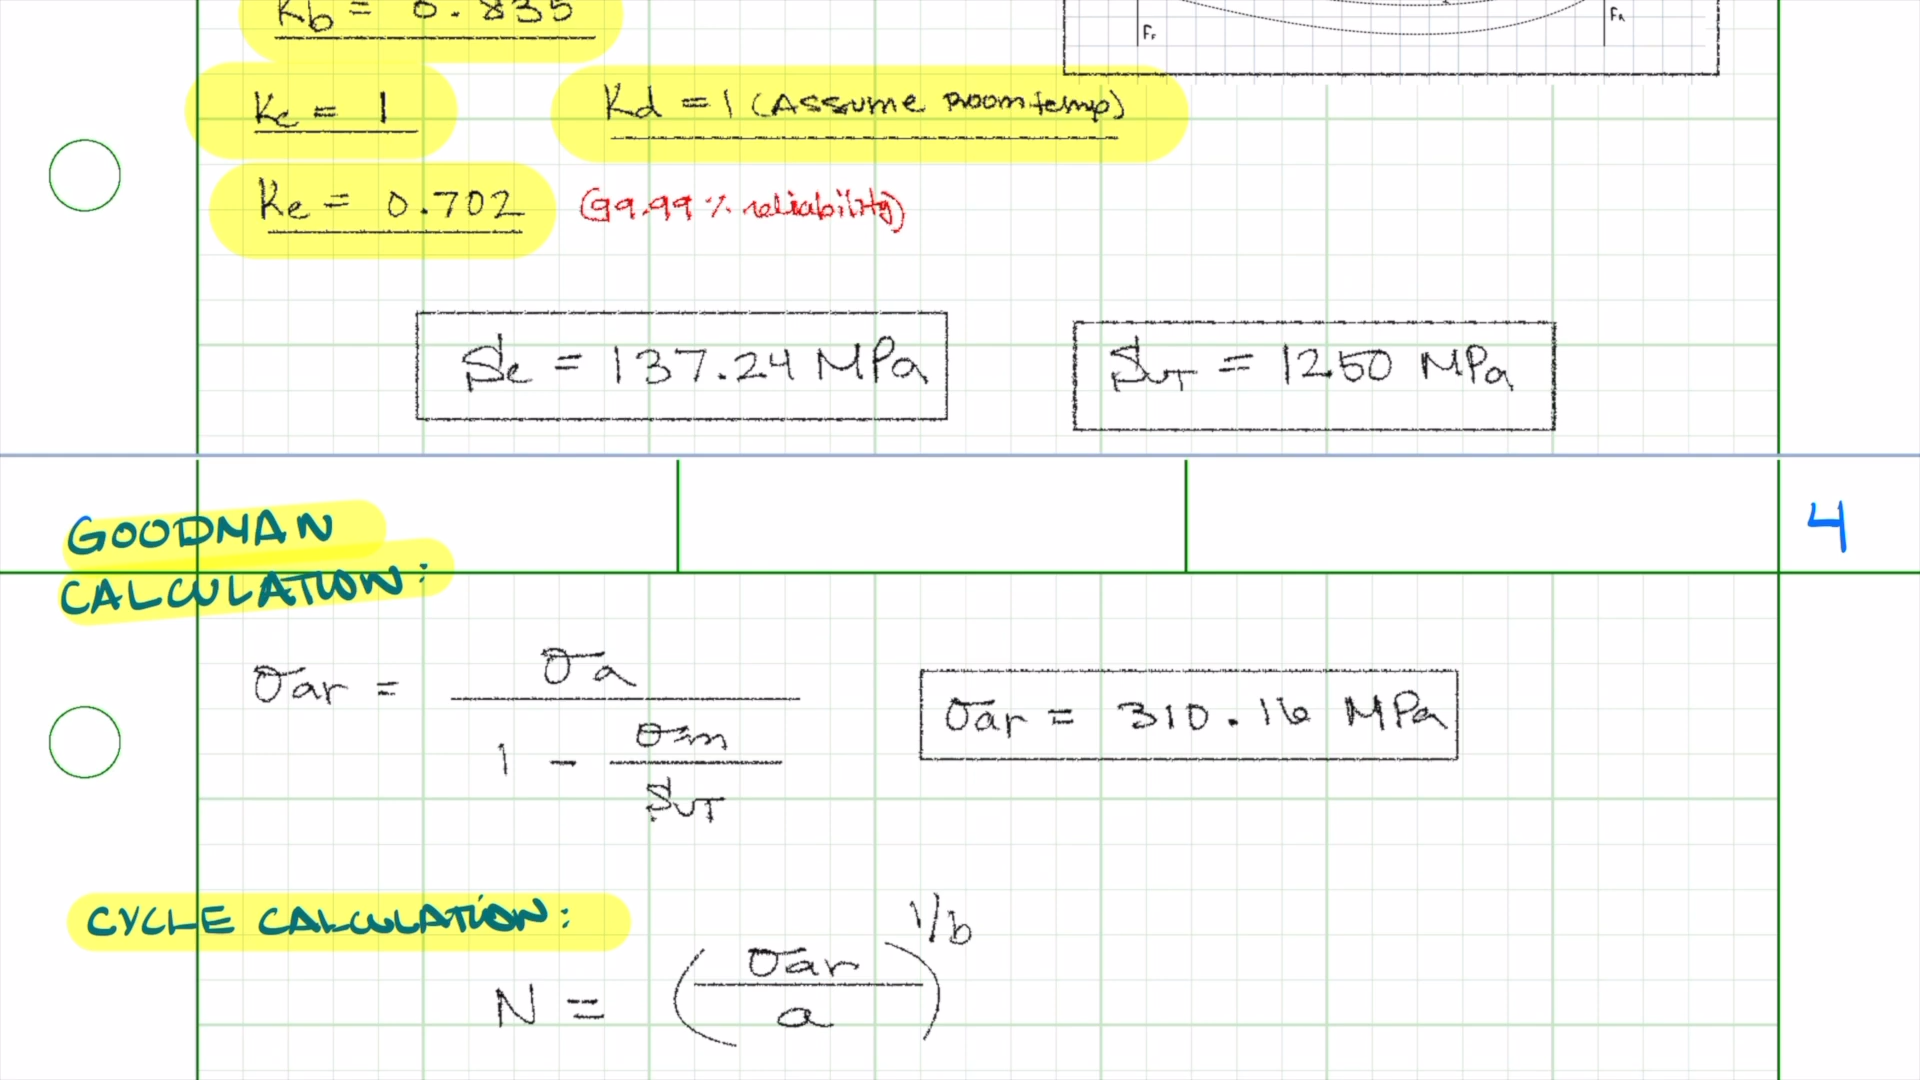 Kb = 0.835
Fr
FA
Kc = 1
Kd = 1 (Assume room temp)
Ke = 0.702 (99.99 % reliability)
Se = 137.24 MPa
SUT = 1250 MPa
GOODMAN
4
CALCULATION:
σar = σa / (1 - σm / SUT)
σar = 310.16 MPa
CYCLE CALCULATION:
N = (σar / a)^1/b